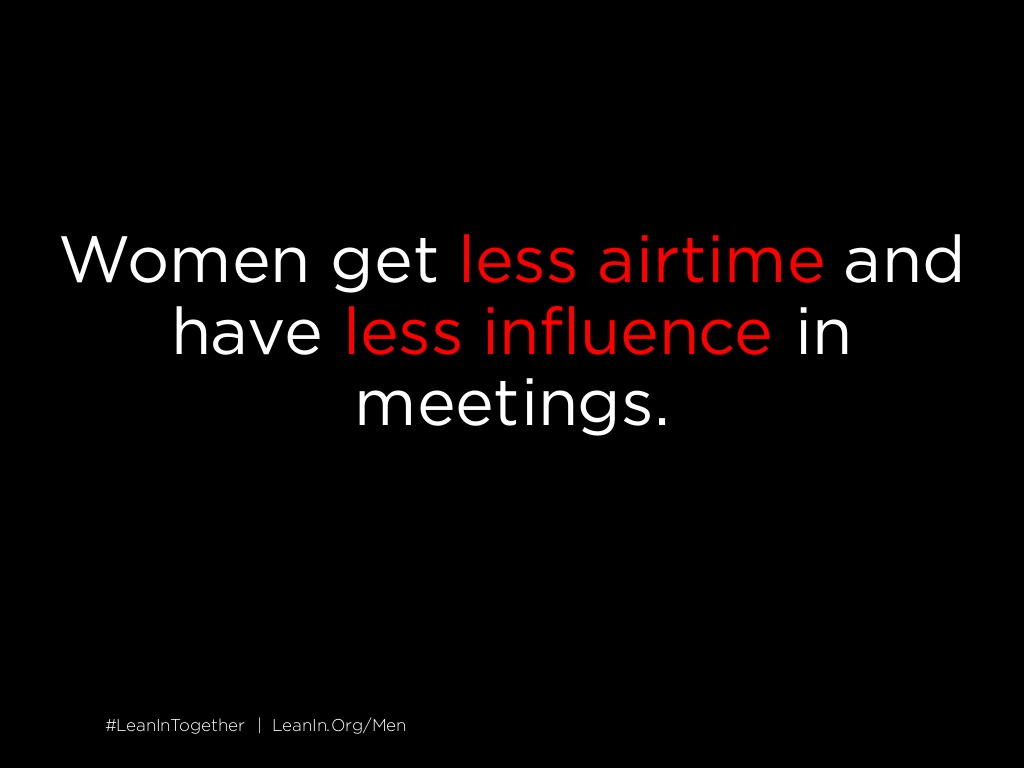 Women get less airtime and
have less influence in
meetings.
#LeanInTogether | LeanIn.Org/Men